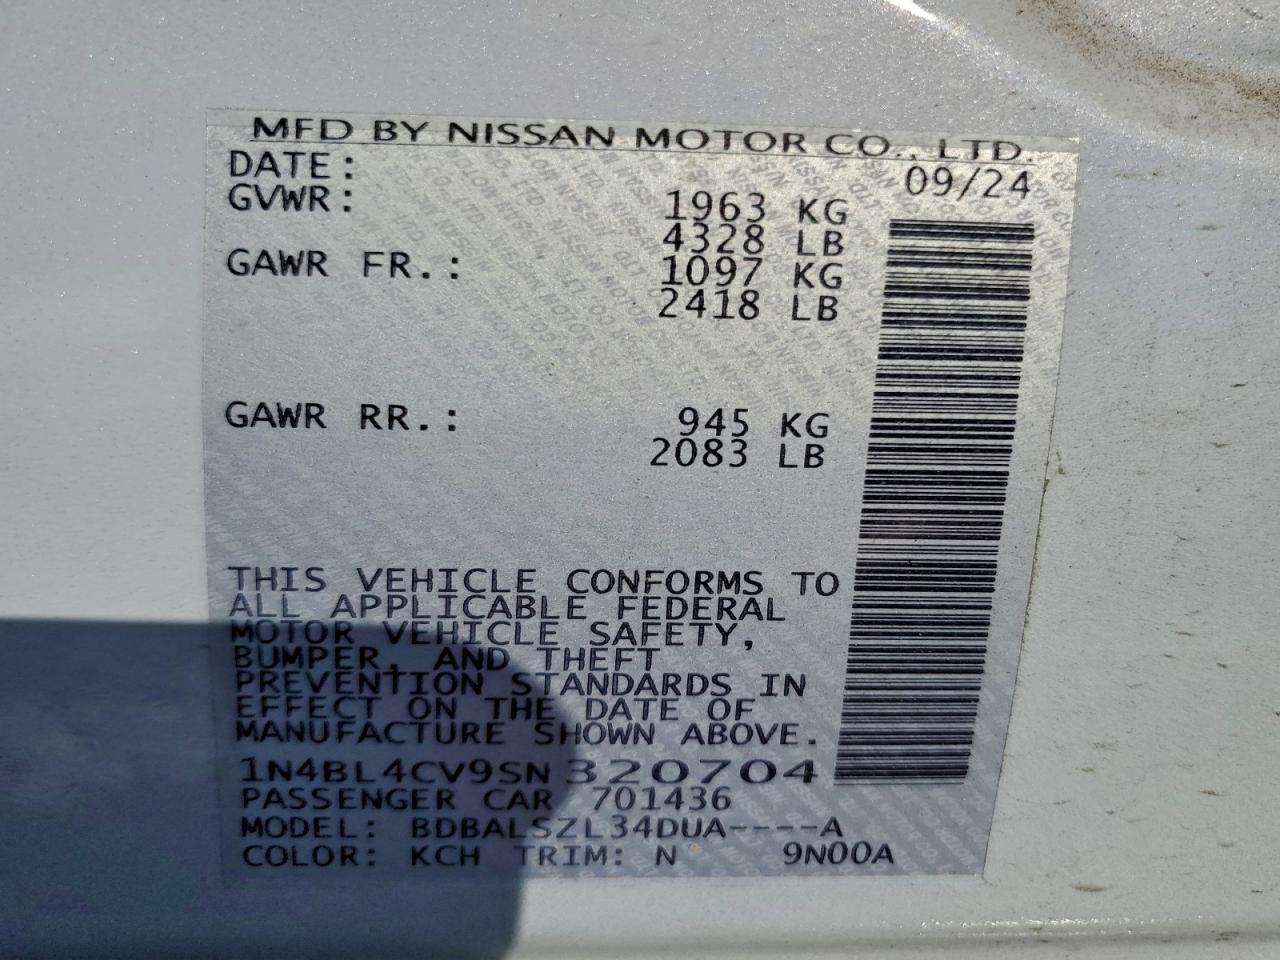 MFD BY NISSAN MOTOR CO., LTD.
DATE: 09/24
GVWR: 1963 KG
4328 LB
GAWR FR.: 1097 KG
2418 LB
GAWR RR.: 945 KG
2083 LB
THIS VEHICLE CONFORMS TO
ALL APPLICABLE FEDERAL
MOTOR VEHICLE SAFETY,
BUMPER, AND THEFT
PREVENTION STANDARDS IN
EFFECT ON THE DATE OF
MANUFACTURE SHOWN ABOVE.
1N4BL4CV9SN320704
PASSENGER CAR 701436
MODEL: BDBALSZL34DUA----A
COLOR: KCH TRIM: N 9N00A